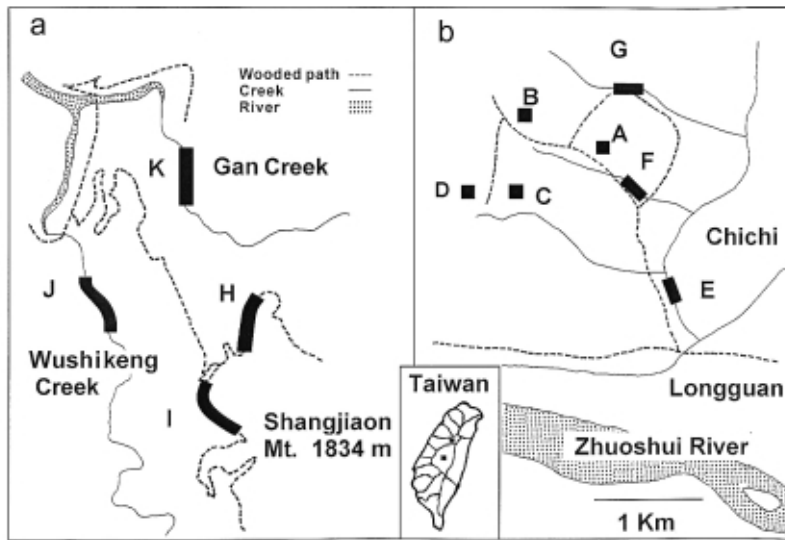 a
Wooded path
Creek
River
K
Gan Creek
J
H
Wushikeng
Creek
I
Shangjiaon
Mt. 1834 m
Taiwan
b
G
B
A
F
D
C
Chichi
E
Longguan
Zhuoshui River
1 Km